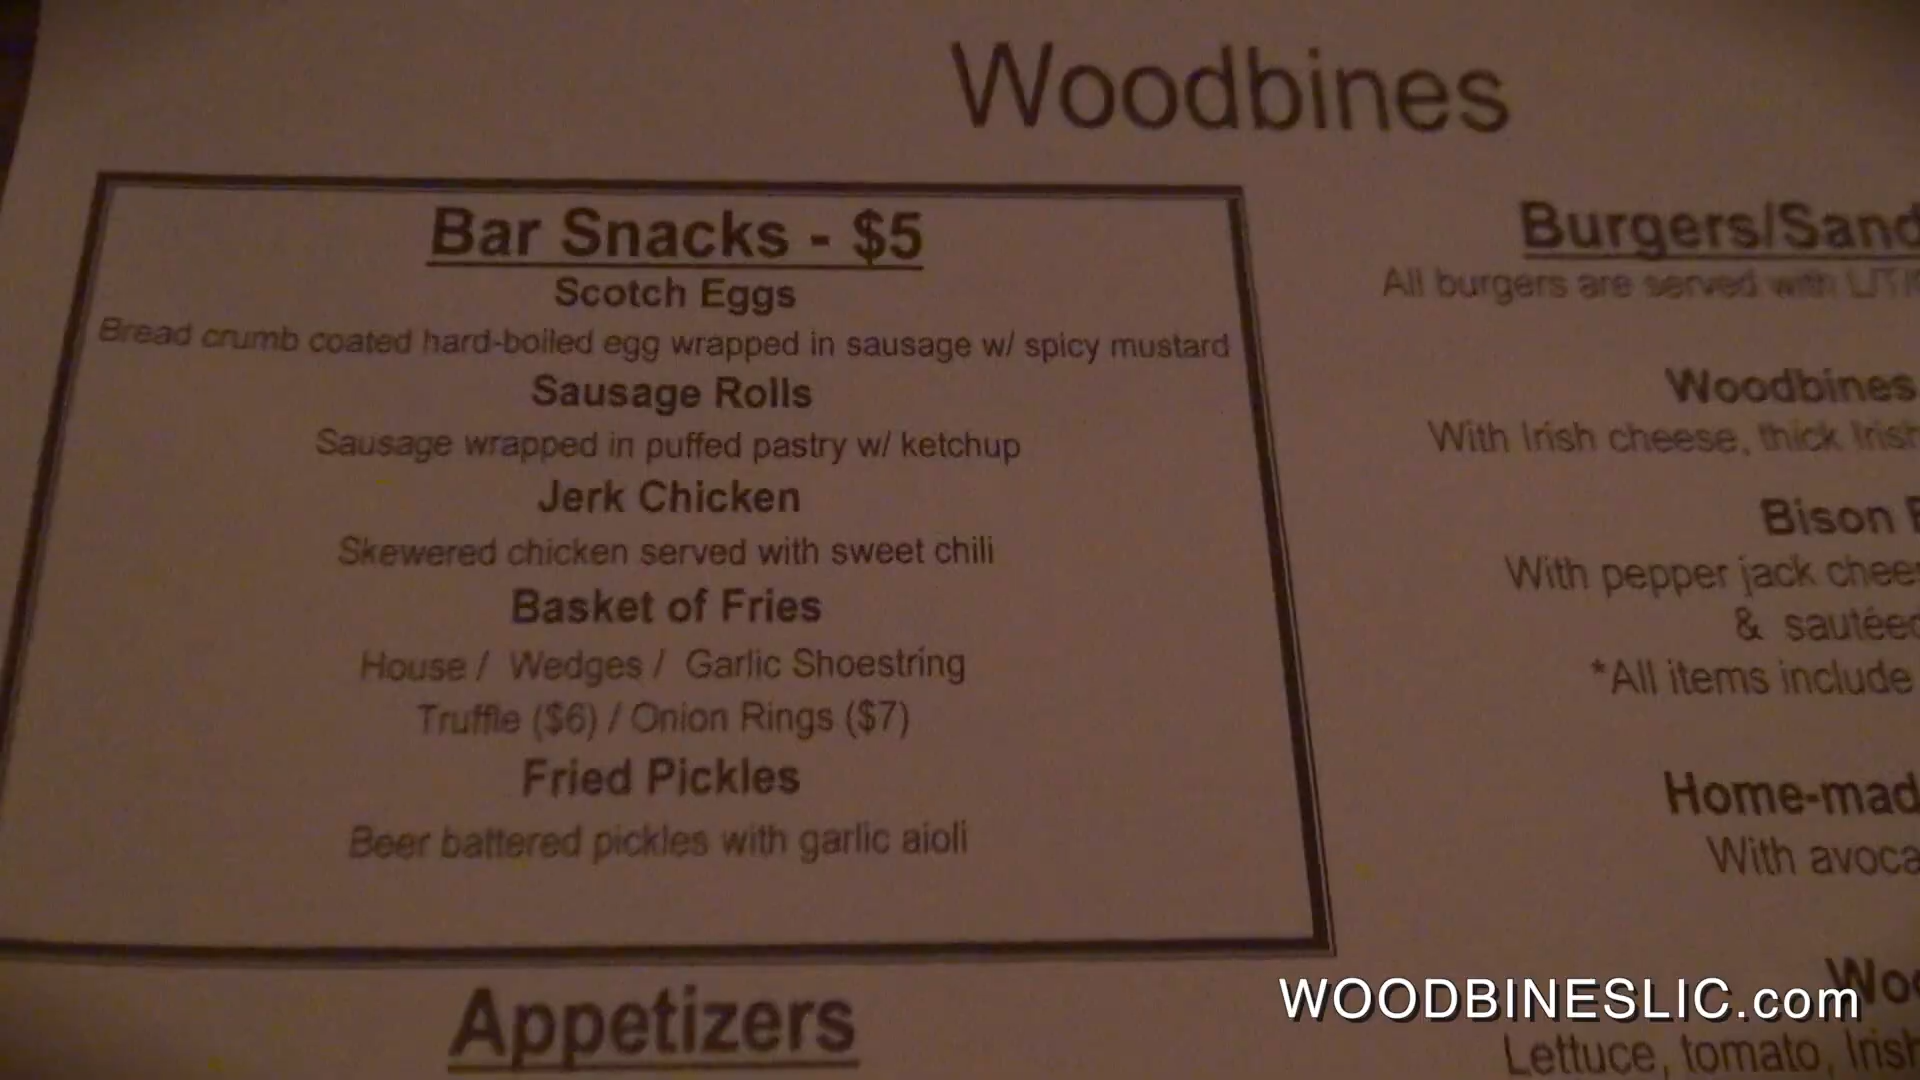 Woodbines
Bar Snacks - $5
Scotch Eggs
Bread crumb coated hard-boiled egg wrapped in sausage w/ spicy mustard
Sausage Rolls
Sausage wrapped in puffed pastry w/ ketchup
Jerk Chicken
Skewered chicken served with sweet chili
Basket of Fries
House / Wedges / Garlic Shoestring
Truffle ($6) / Onion Rings ($7)
Fried Pickles
Beer battered pickles with garlic aioli
Appetizers
Burgers/Sand
All burgers are served with
Woodbines
With Irish cheese, thick Irish
Bison
With pepper jack chee
& sautéed
*All items include
Home-mad
With avoca
Woo
Lettuce, tomato, Irish
WOODBINESLIC.com